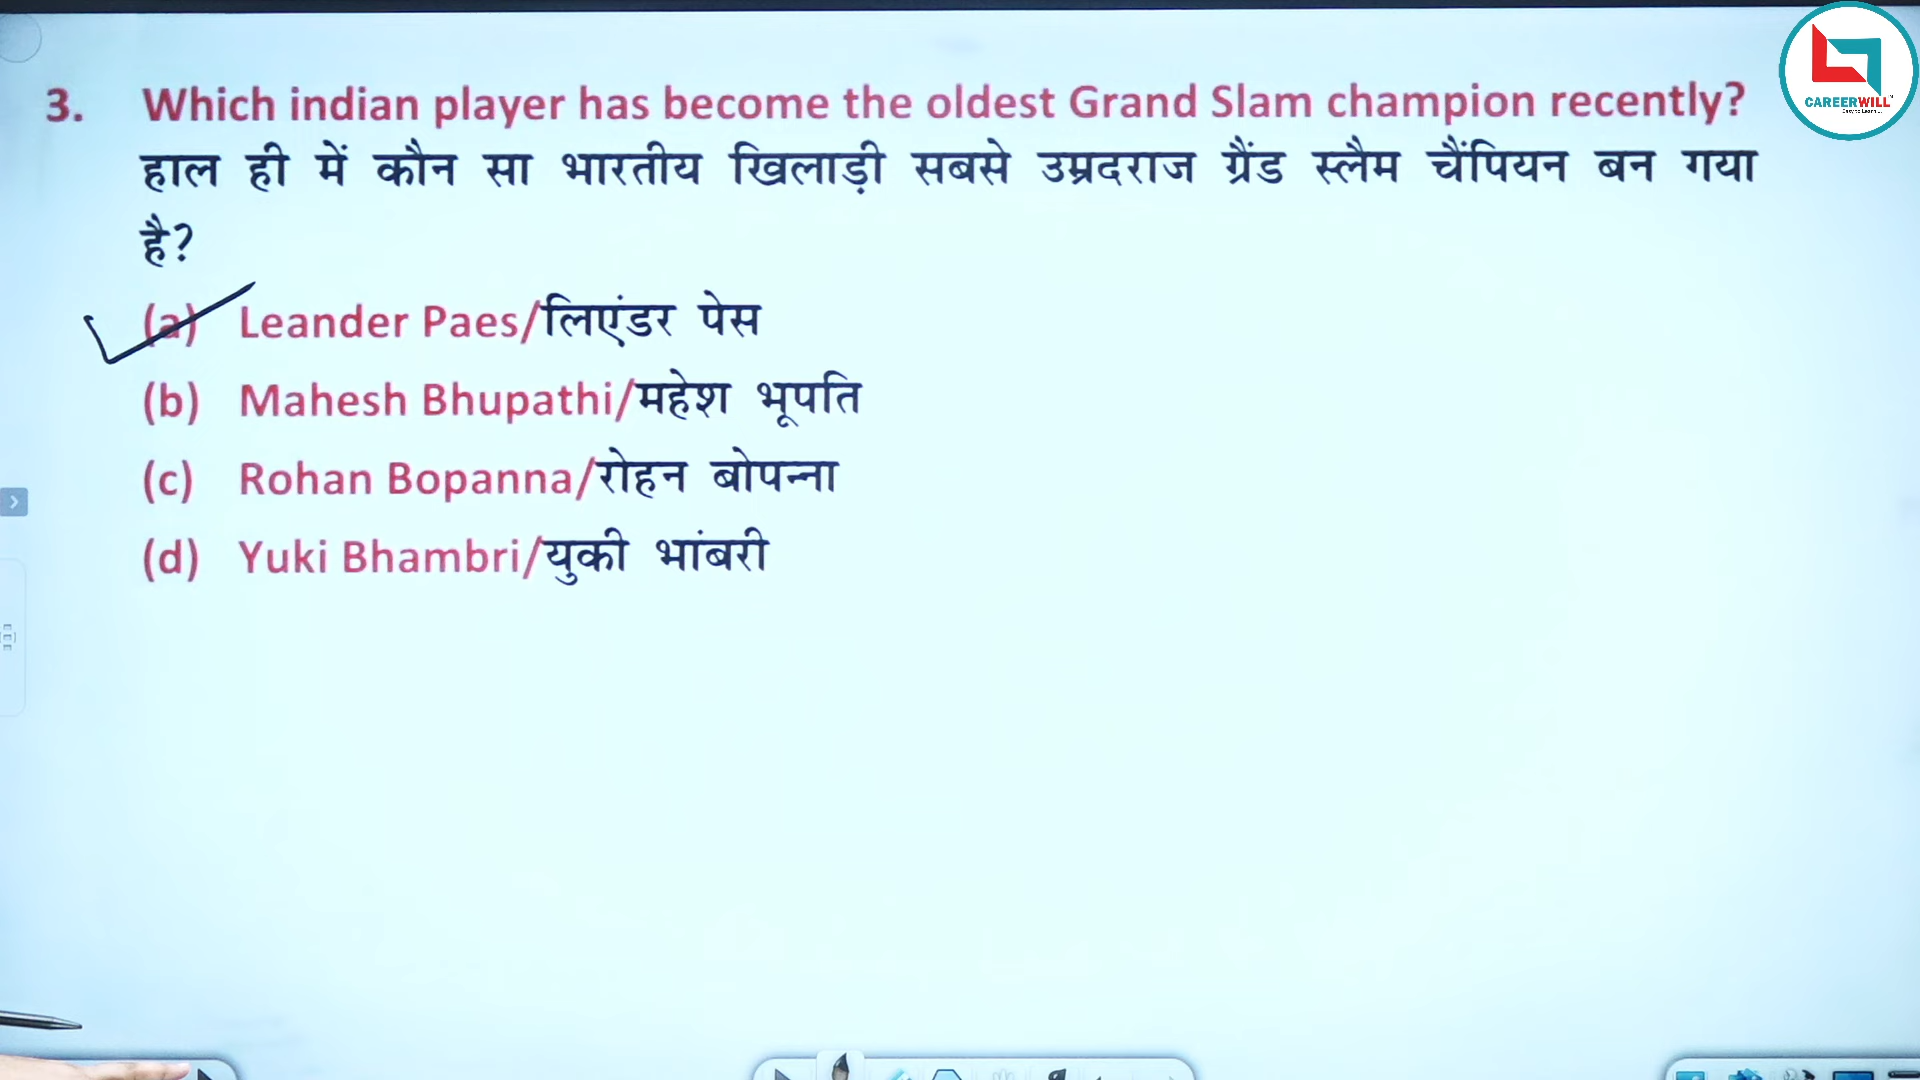 3. Which indian player has become the oldest Grand Slam champion recently?
हाल ही में कौन सा भारतीय खिलाड़ी सबसे उम्रदराज ग्रैंड स्लैम चैंपियन बन गया
है?
(a) Leander Paes/लिएंडर पेस
(b) Mahesh Bhupathi/महेश भूपति
(c) Rohan Bopanna/रोहन बोपन्ना
(d) Yuki Bhambri/युकी भांबरी
CAREERWILL